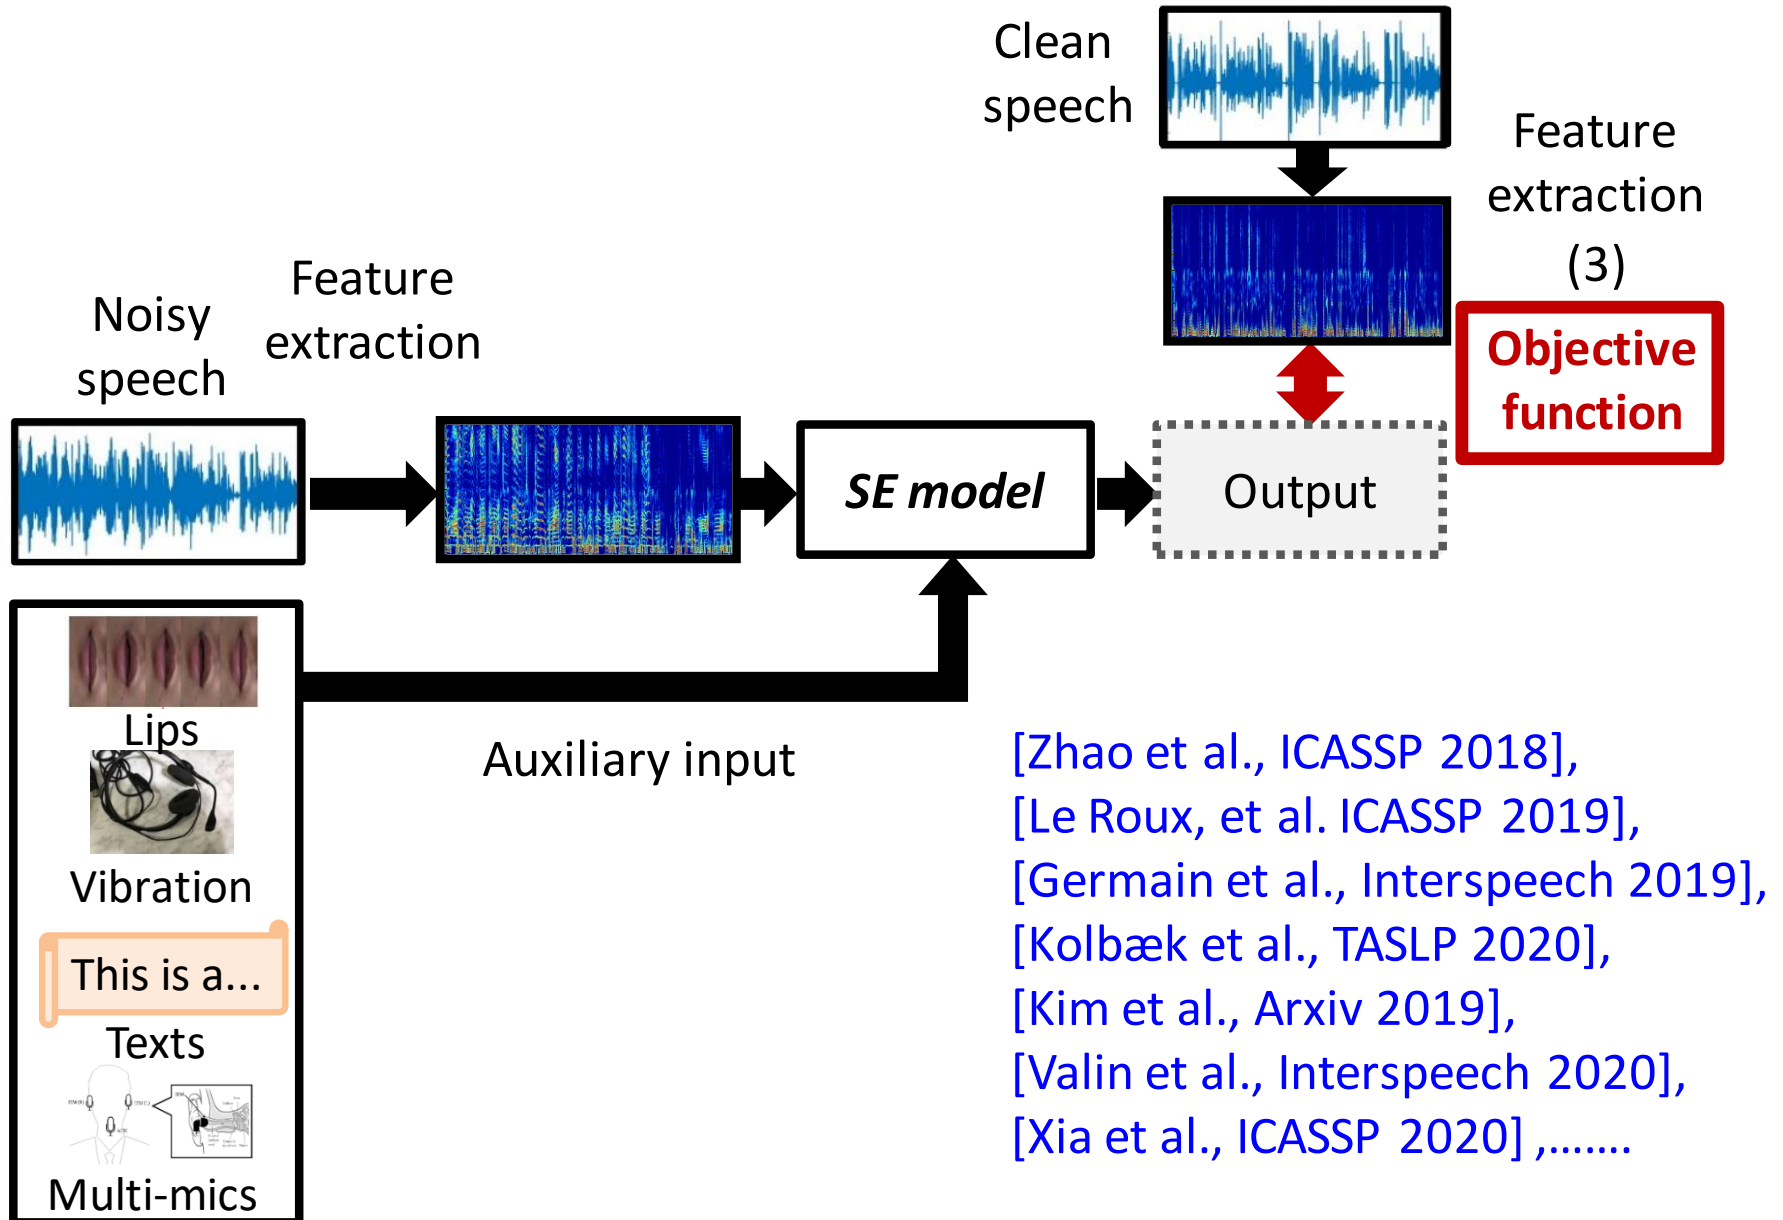 Clean
speech
Feature
extraction
(3)
Objective
function
Noisy
speech
Feature
extraction
SE model
Output
Lips
Vibration
This is a...
Texts
Multi-mics
Auxiliary input
[Zhao et al., ICASSP 2018],
[Le Roux, et al. ICASSP 2019],
[Germain et al., Interspeech 2019],
[Kolbæk et al., TASLP 2020],
[Kim et al., Arxiv 2019],
[Valin et al., Interspeech 2020],
[Xia et al., ICASSP 2020] ,.......